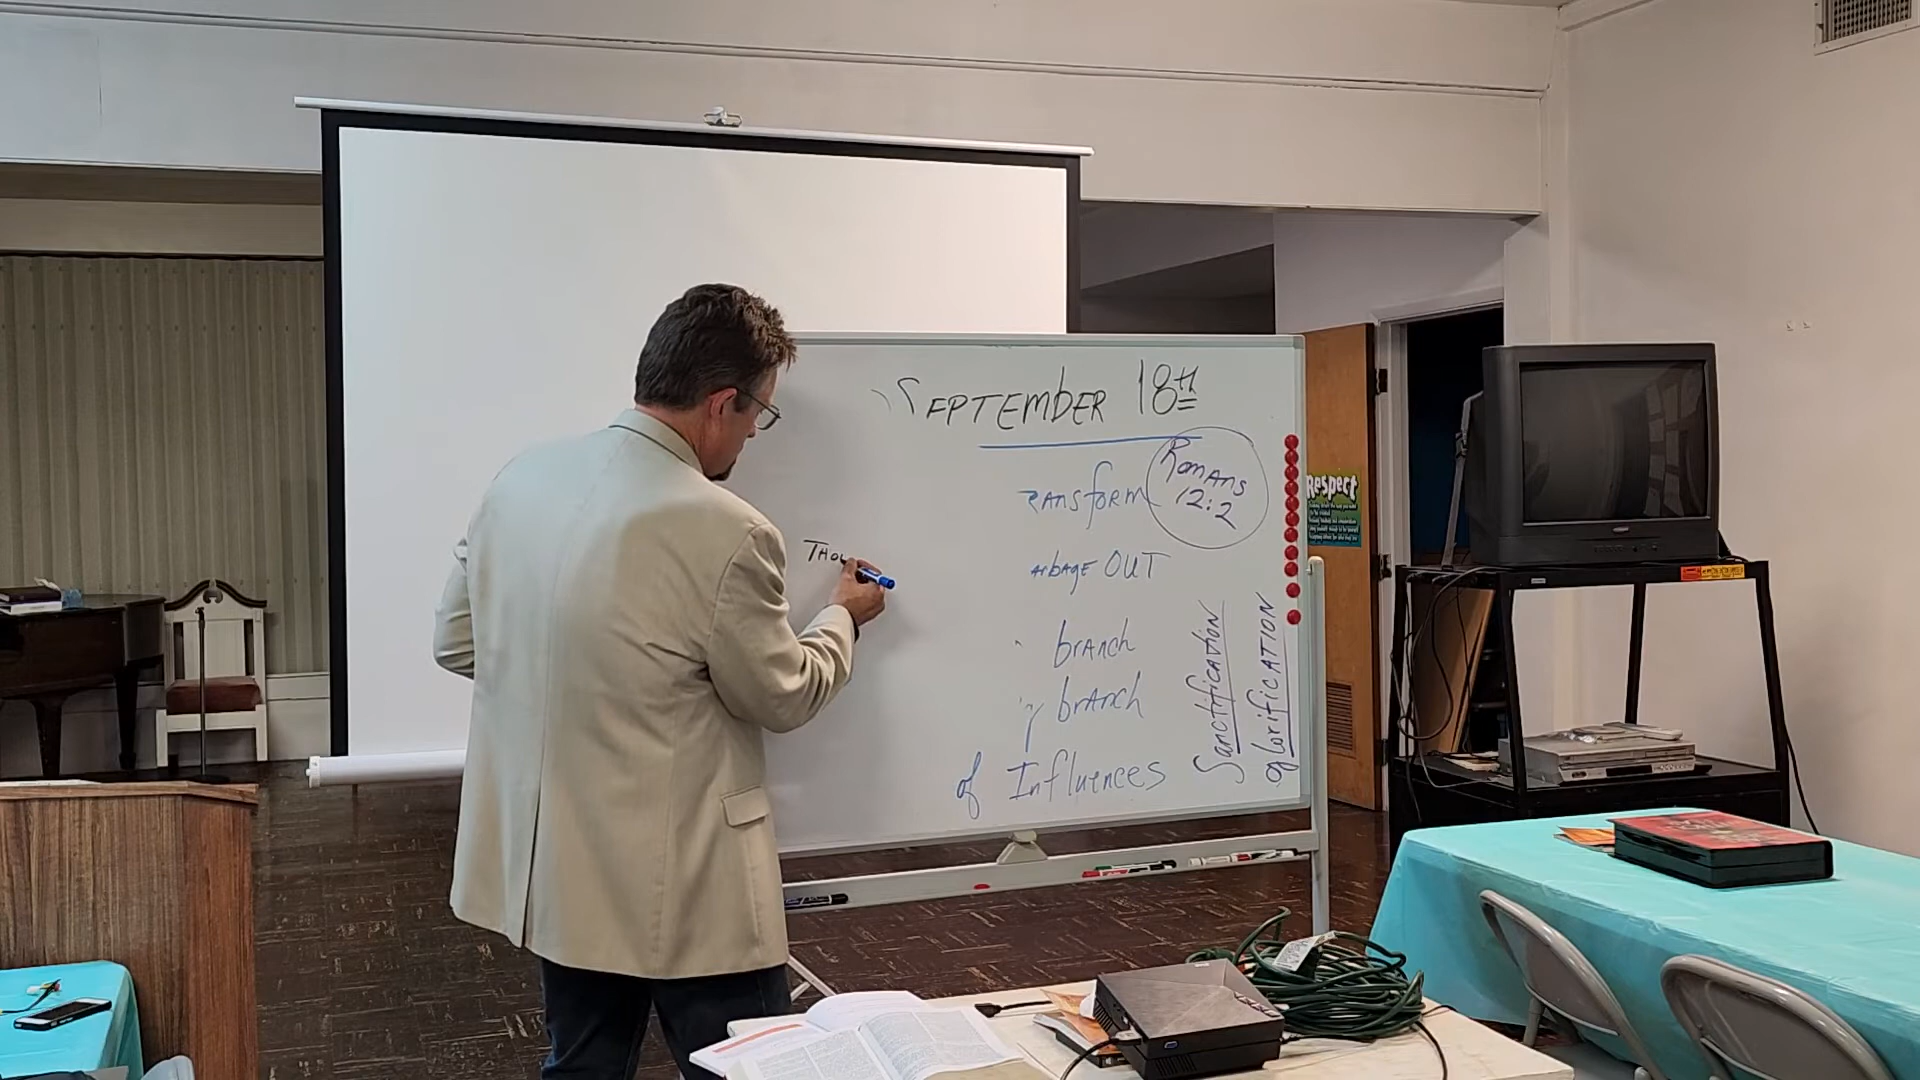 SEPTEMBER 18th
RANSFORM
ROMANS
12:2
THOU
ARBAGE OUT
branch
branch
of Influences
Sanctification
glorification
Respect